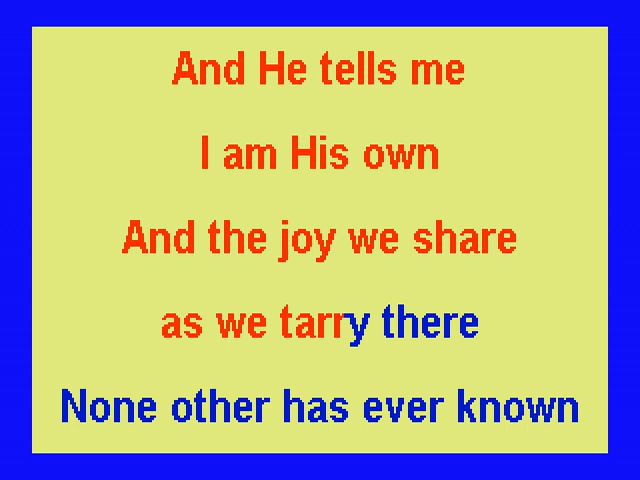 And He tells me
I am His own
And the joy we share
as we tarry there
None other has ever known